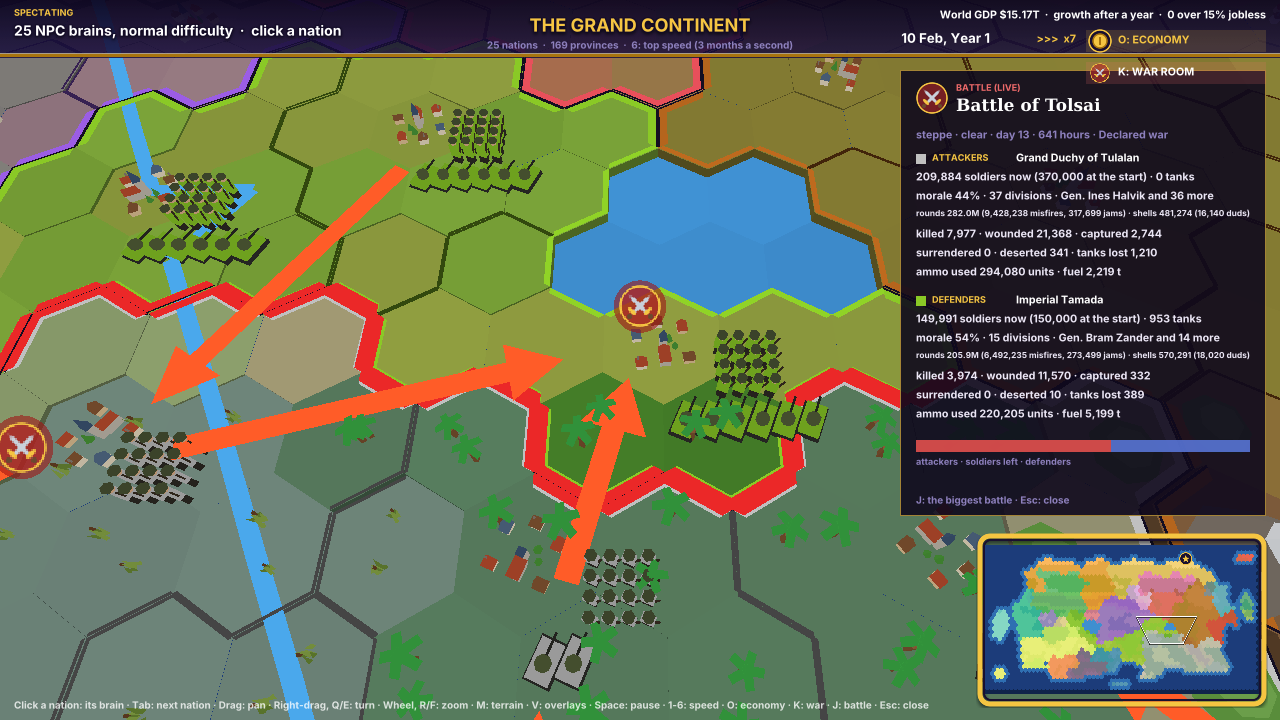 SPECTATING
25 NPC brains, normal difficulty · click a nation
THE GRAND CONTINENT
25 nations · 169 provinces · 6: top speed (3 months a second)
World GDP $15.17T · growth after a year · 0 over 15% jobless
10 Feb, Year 1
>>> x7
O: ECONOMY
K: WAR ROOM
BATTLE (LIVE)
Battle of Tolsai
steppe · clear · day 13 · 641 hours · Declared war
ATTACKERS Grand Duchy of Tulalan
209,884 soldiers now (370,000 at the start) · 0 tanks
morale 44% · 37 divisions · Gen. Ines Halvik and 36 more
rounds 282.0M (9,428,238 misfires, 317,699 jams) · shells 481,274 (16,140 duds)
killed 7,977 · wounded 21,368 · captured 2,744
surrendered 0 · deserted 341 · tanks lost 1,210
ammo used 294,080 units · fuel 2,219 t
DEFENDERS Imperial Tamada
149,991 soldiers now (150,000 at the start) · 953 tanks
morale 54% · 15 divisions · Gen. Bram Zander and 14 more
rounds 205.9M (6,492,235 misfires, 273,499 jams) · shells 570,291 (18,020 duds)
killed 3,974 · wounded 11,570 · captured 332
surrendered 0 · deserted 10 · tanks lost 389
ammo used 220,205 units · fuel 5,199 t
attackers · soldiers left · defenders
J: the biggest battle · Esc: close
Click a nation: its brain · Tab: next nation · Drag: pan · Right-drag, Q/E: turn · Wheel, R/F: zoom · M: terrain · V: overlays · Space: pause · 1-6: speed · O: economy · K: war · J: battle · Esc: close